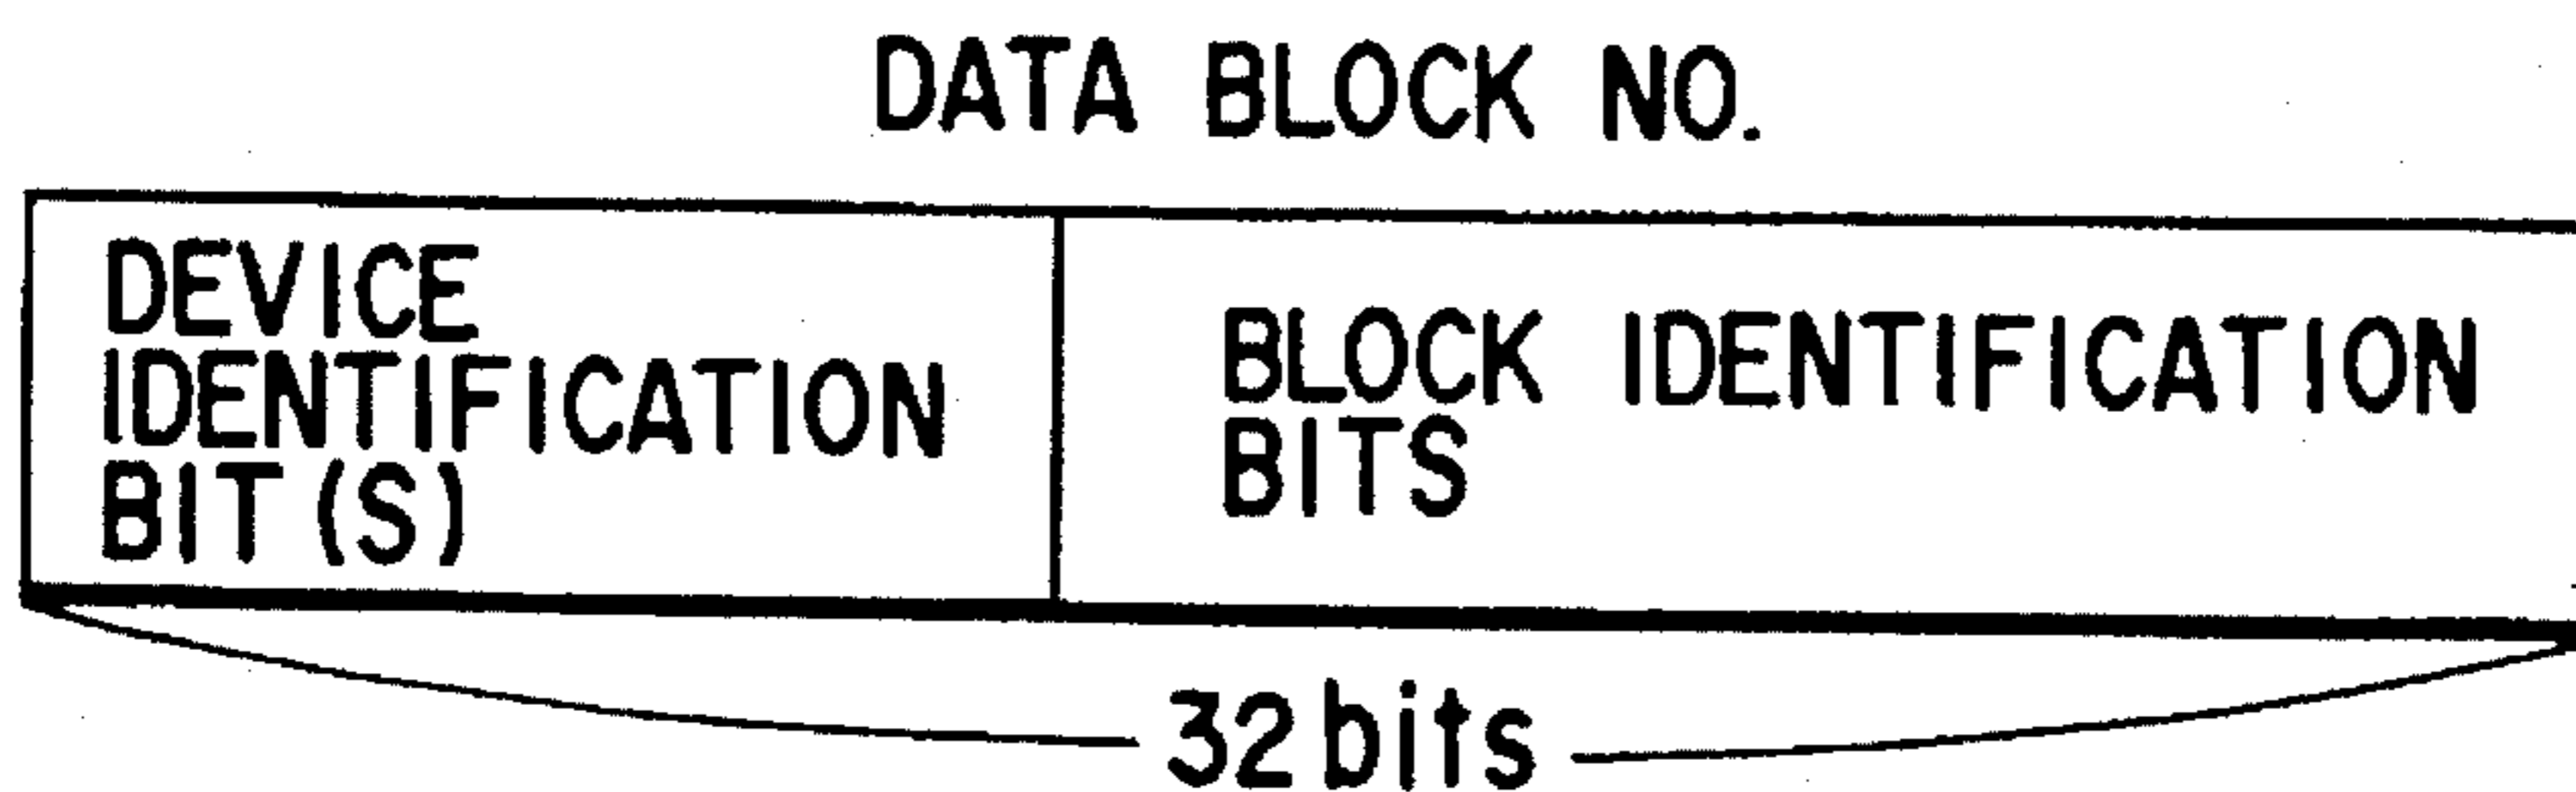 DATA BLOCK NO.
DEVICE
IDENTIFICATION
BIT(S)
BLOCK IDENTIFICATION
BITS
32bits